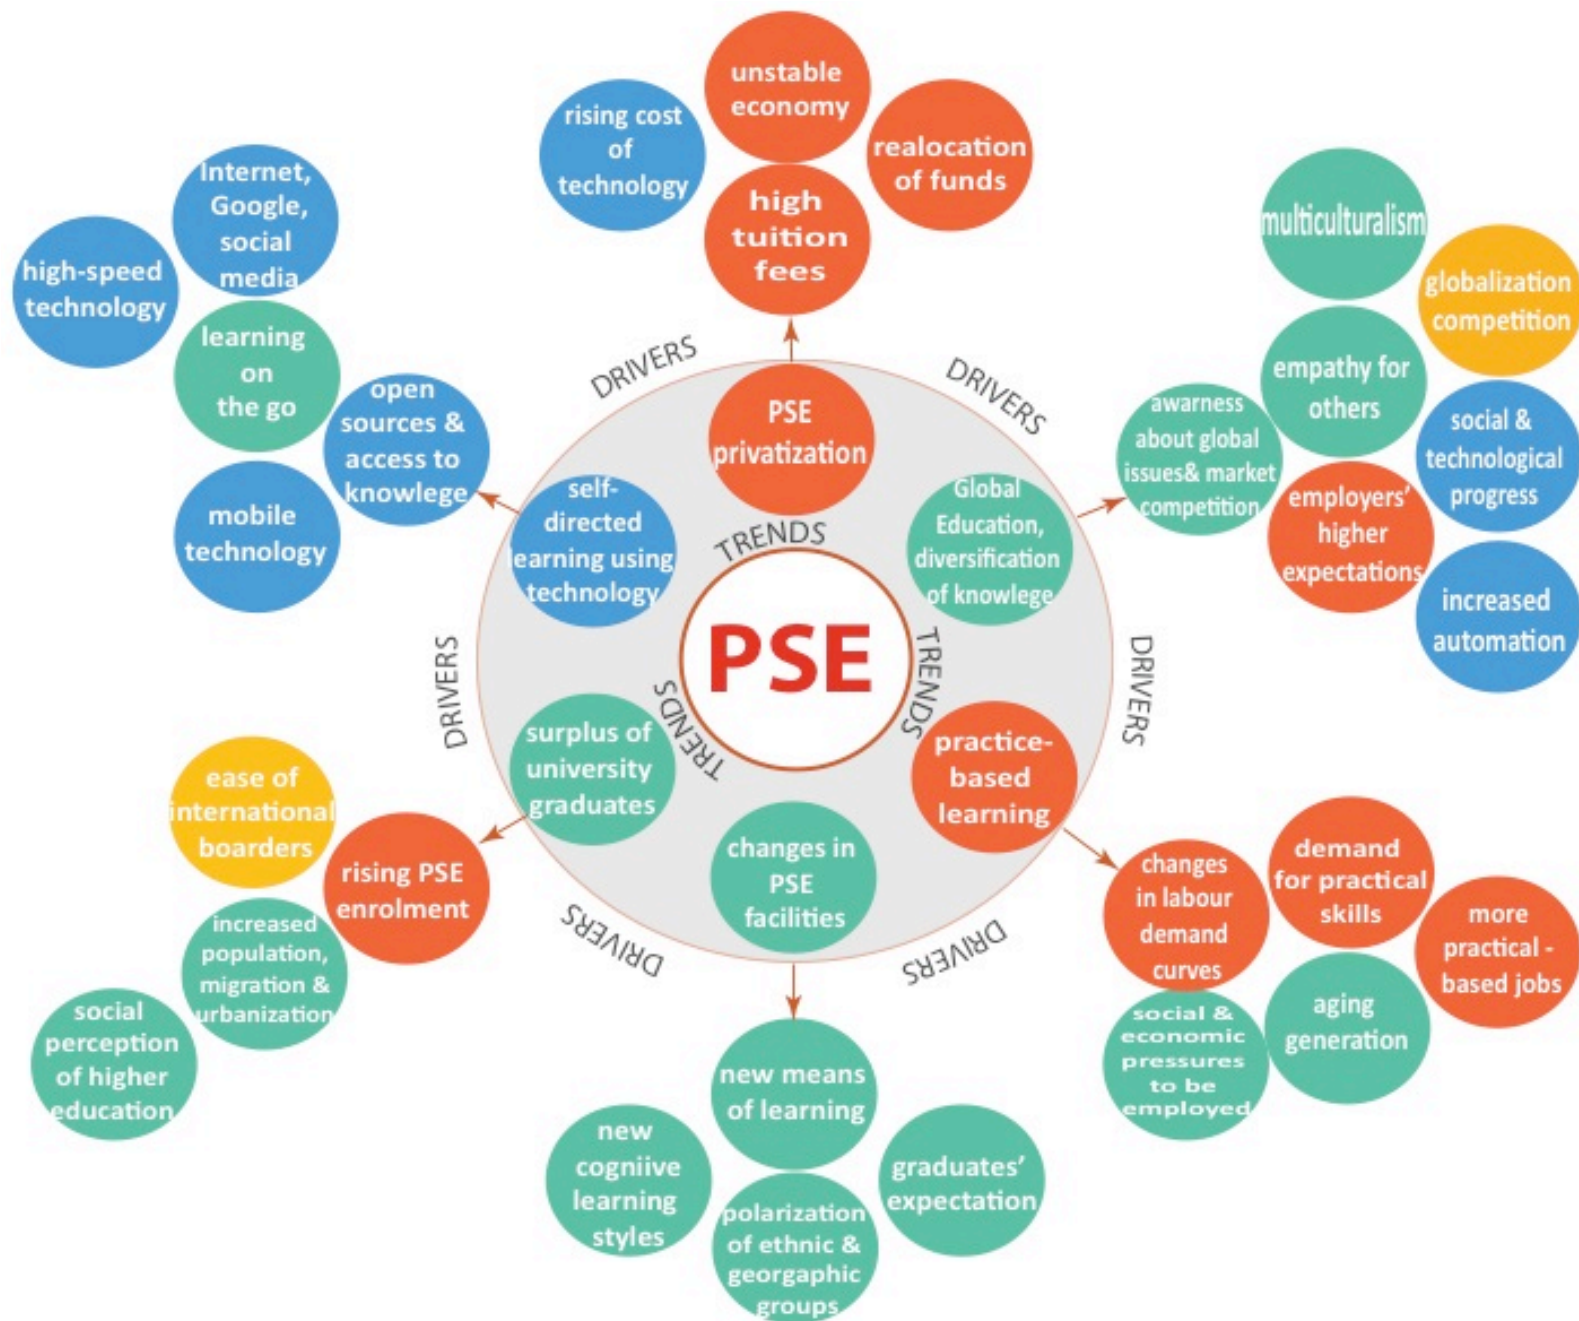 unstable
economy
rising cost
of
technology
realocation
of funds
high
tuition
fees
Internet,
Google,
social
media
high-speed
technology
learning
on
the go
open
sources &
access to
knowlege
mobile
technology
multiculturalism
globalization
competition
empathy for
others
awarness
about global
issues& market
competition
social &
technological
progress
employers'
higher
expectations
increased
automation
DRIVERS
DRIVERS
DRIVERS
DRIVERS
DRIVERS
DRIVERS
PSE
privatization
self-
directed
learning using
technology
Global
Education,
diversification
of knowlege
TRENDS
TRENDS
TRENDS
PSE
surplus of
university
graduates
practice-
based
learning
changes in
PSE
facilities
ease of
international
boarders
rising PSE
enrolment
increased
population,
migration &
urbanization
social
perception
of higher
education
changes
in labour
demand
curves
demand
for practical
skills
more
practical -
based jobs
social &
economic
pressures
to be
employed
aging
generation
new means
of learning
new
cogniive
learning
styles
graduates'
expectation
polarization
of ethnic &
georgaphic
groups